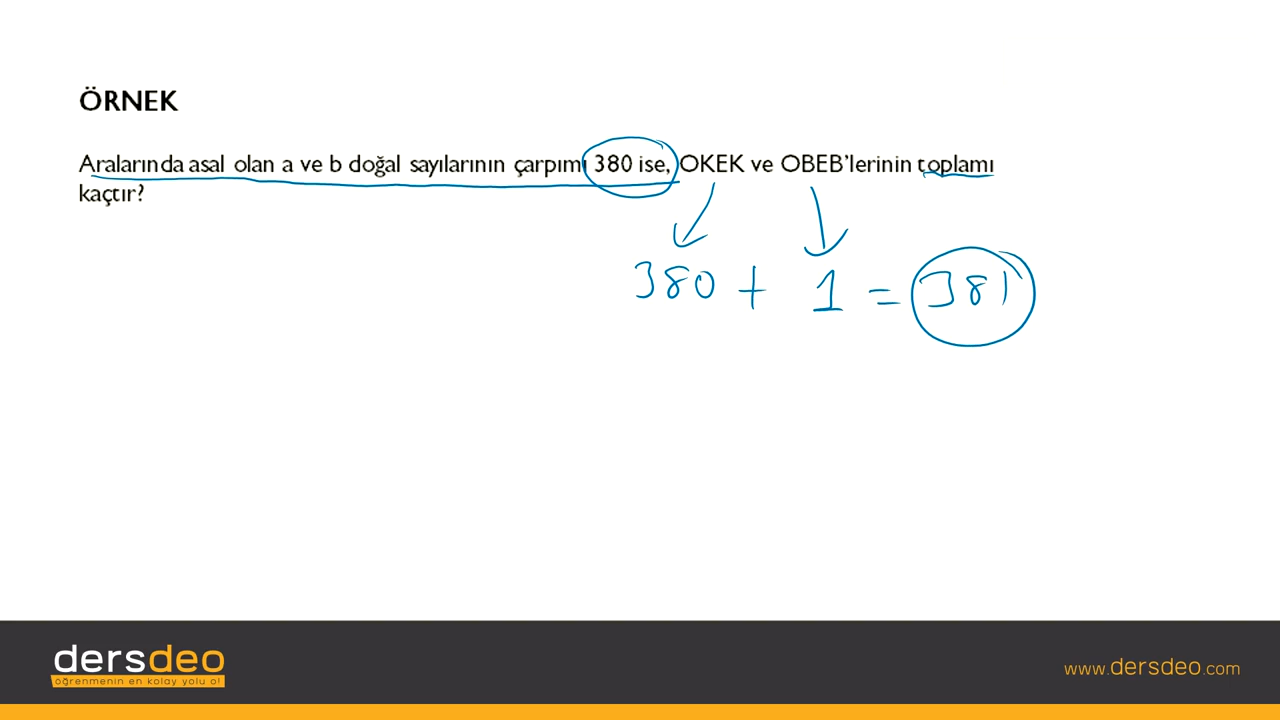 ÖRNEK
Aralarında asal olan a ve b doğal sayılarının çarpımı 380 ise, OKEK ve OBEB'lerinin toplamı
kaçtır?
380 + 1 = 381
dersdeo
öğrenmenin en kolay yolu o!
www.dersdeo.com